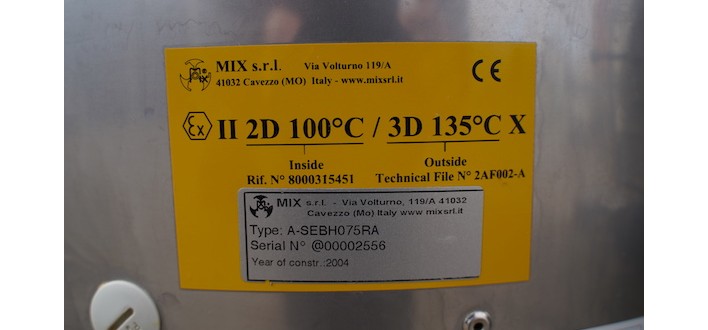 MIX s.r.l. Via Volturno 119/A
41032 Cavezzo (MO) Italy - www.mixsrl.it
CE
Ex II 2D 100°C / 3D 135°C X
Inside Outside
Rif. N° 8000315451 Technical File N° 2AF002-A
MIX s.r.l. - Via Volturno, 119/A 41032
Cavezzo (Mo) Italy www.mixsrl.it
Type: A-SEBH075RA
Serial N° @00002556
Year of constr.:2004